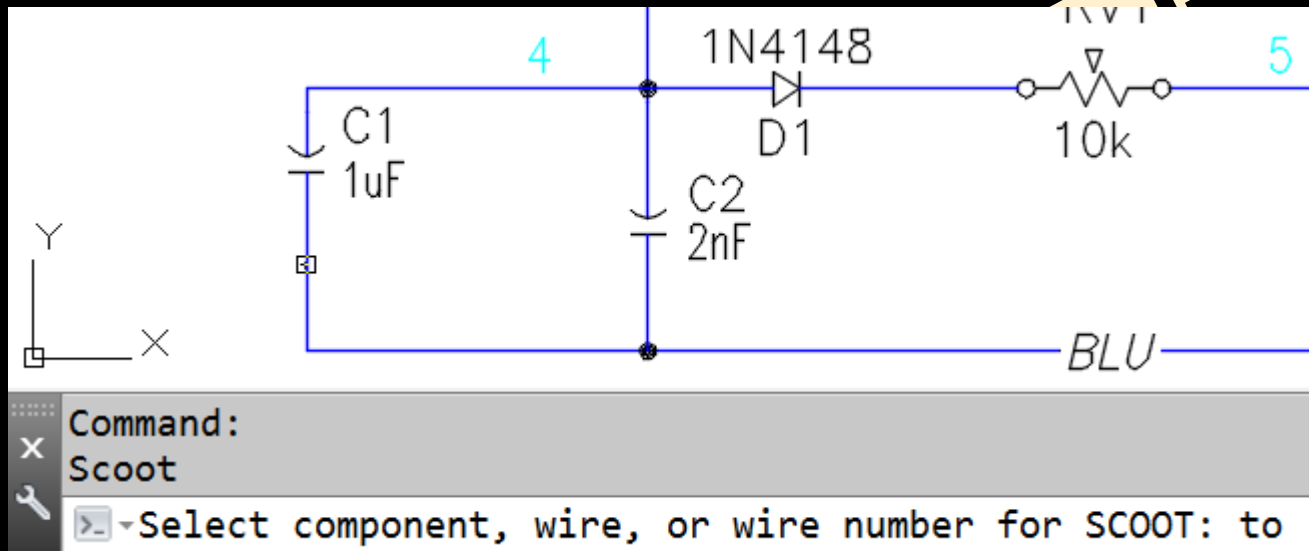 4
1N4148
5
C1
D1
10k
1uF
C2
2nF
Y
X
BLU
Command:
Scoot
Select component, wire, or wire number for SCOOT: to